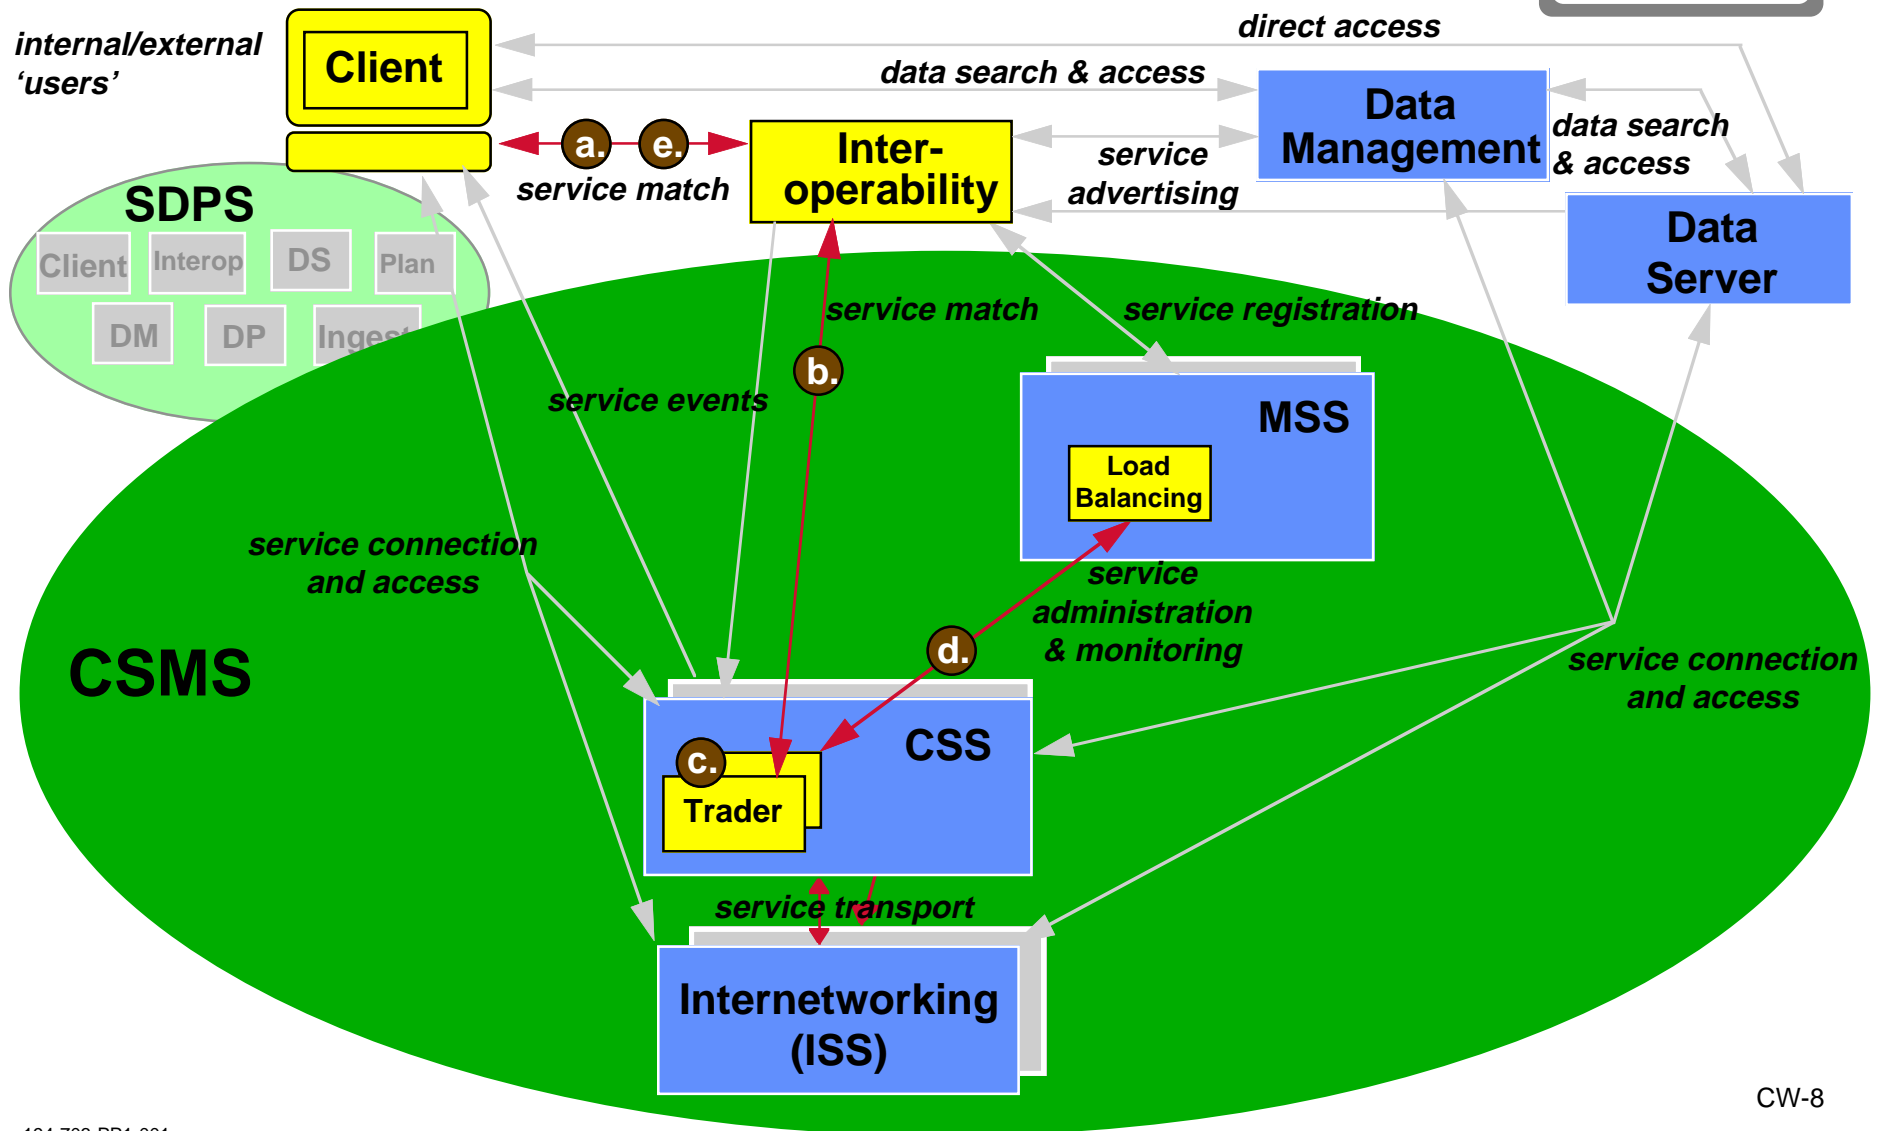 internal/external
‘users’
Client
direct access
data search & access
Data
Management
data search
& access
a.
e.
service match
Inter-
operability
service
advertising
Data
Server
SDPS
Client
Interop
DS
Plan
DM
DP
Ingest
service match
service registration
b.
service events
MSS
Load
Balancing
service connection
and access
service
administration
& monitoring
d.
CSMS
service connection
and access
CSS
c.
Trader
service transport
Internetworking
(ISS)
CW-8